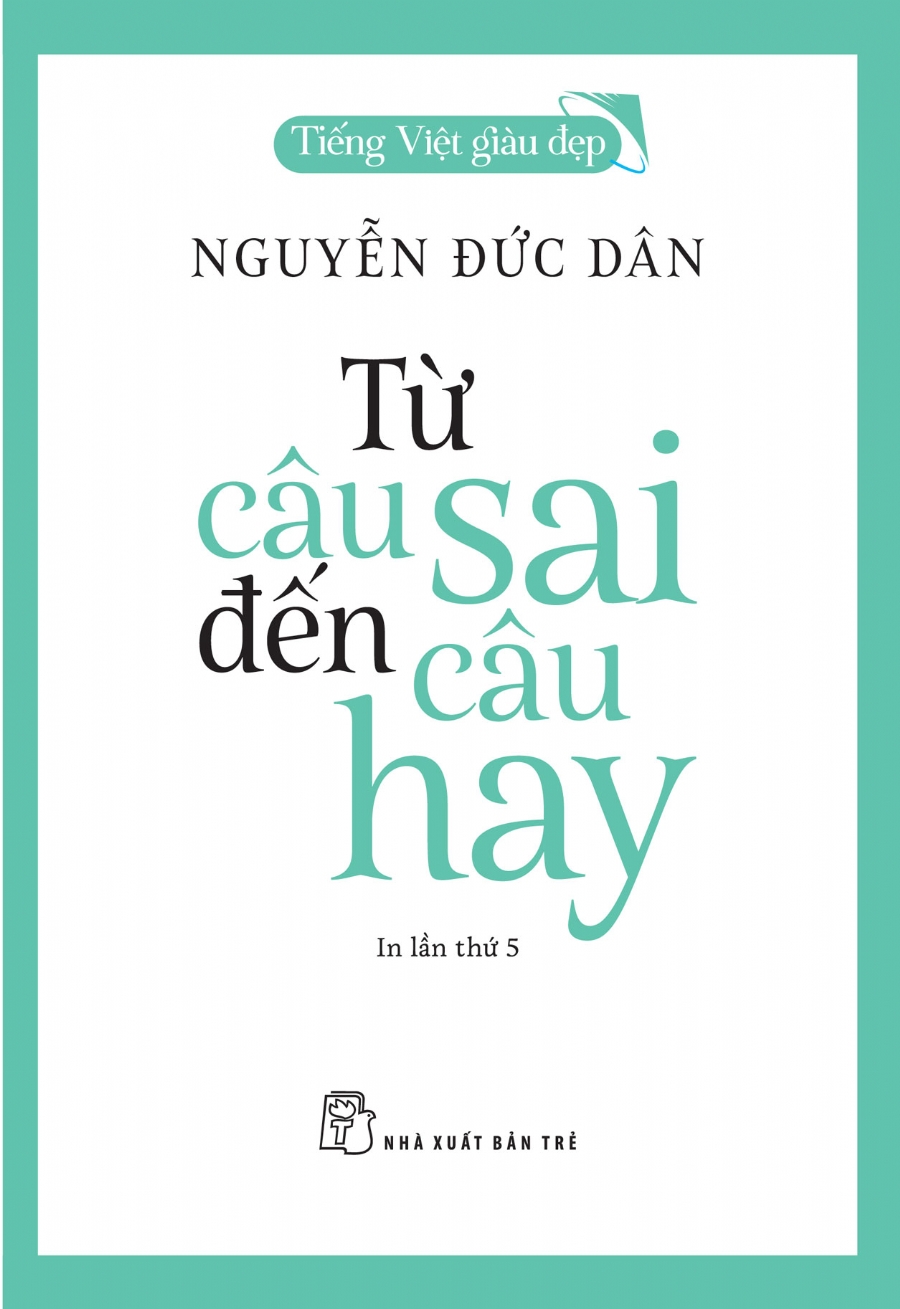 Tiếng Việt giàu đẹp
NGUYỄN ĐỨC DÂN
Từ
câu sai
đến câu
hay
In lần thứ 5
T
NHÀ XUẤT BẢN TRẺ